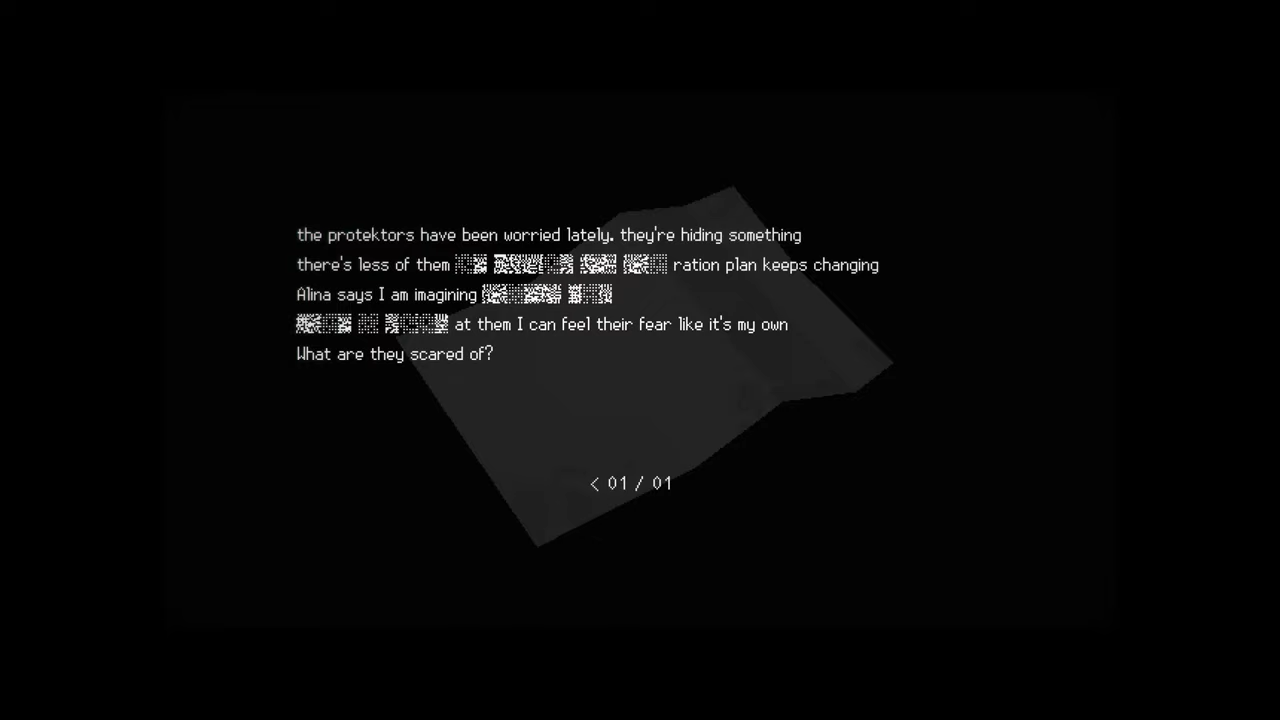 the protektors have been worried lately. they're hiding something
there's less of them ration plan keeps changing
Alina says I am imagining
at them I can feel their fear like it's my own
What are they scared of?
< 01 / 01